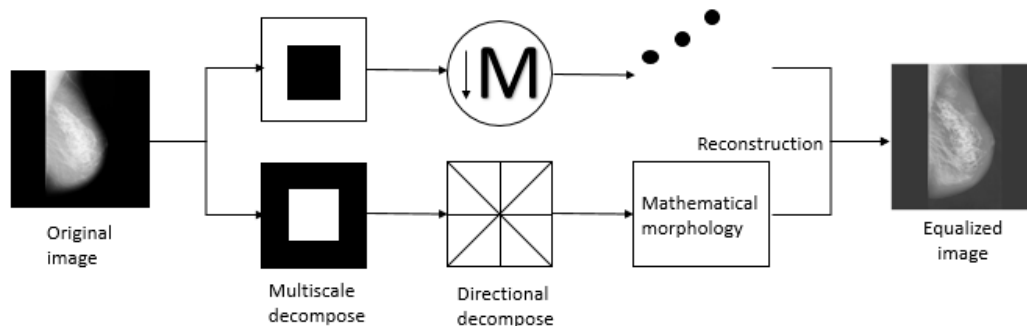 ↓M
Reconstruction
Mathematical
morphology
Original
image
Equalized
image
Multiscale
decompose
Directional
decompose